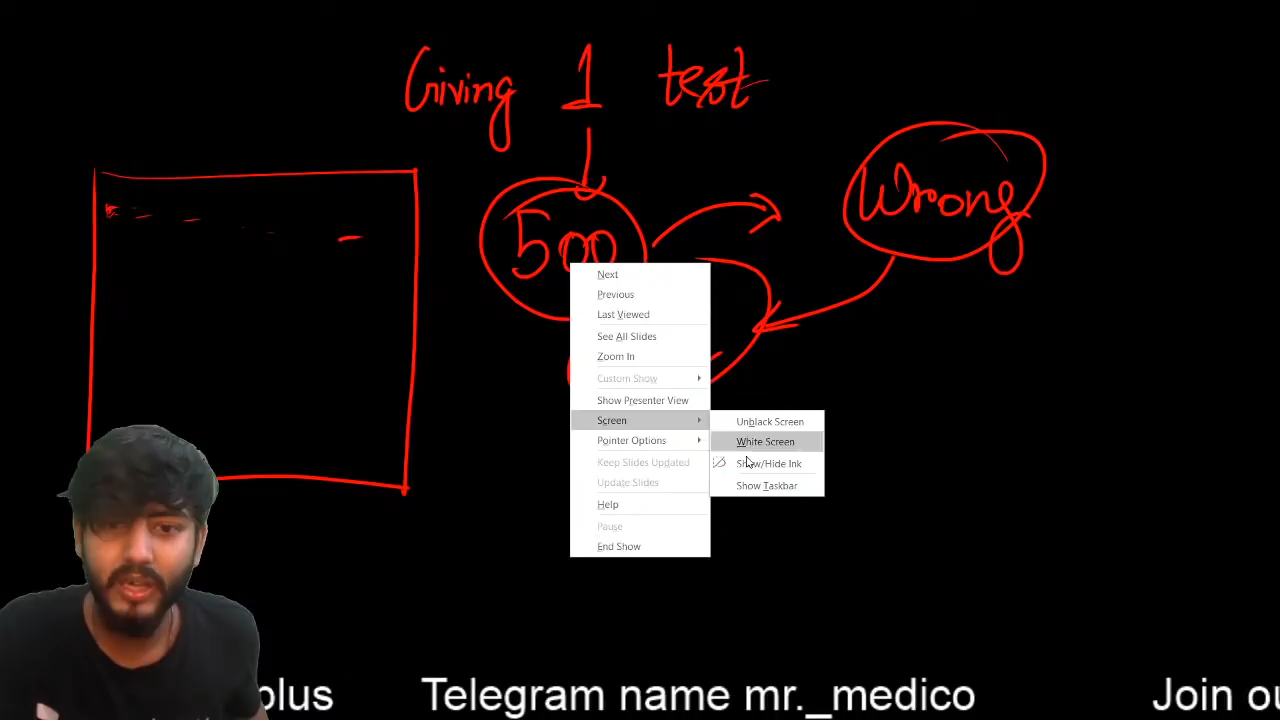 Giving 1 test
Wrong
500
Next
Previous
Last Viewed
See All Slides
Zoom In
Custom Show
Show Presenter View
Screen
Pointer Options
Keep Slides Updated
Update Slides
Help
Pause
End Show
Unblack Screen
White Screen
Show/Hide Ink
Show Taskbar
plus Telegram name mr._medico Join ou